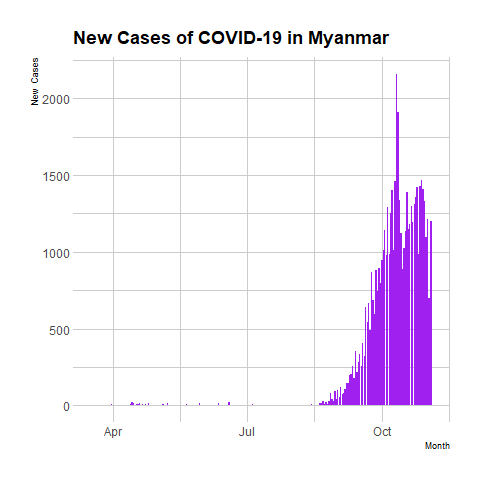 New Cases of COVID-19 in Myanmar
New Cases
2000
1500
1000
500
0
Apr
Jul
Oct
Month